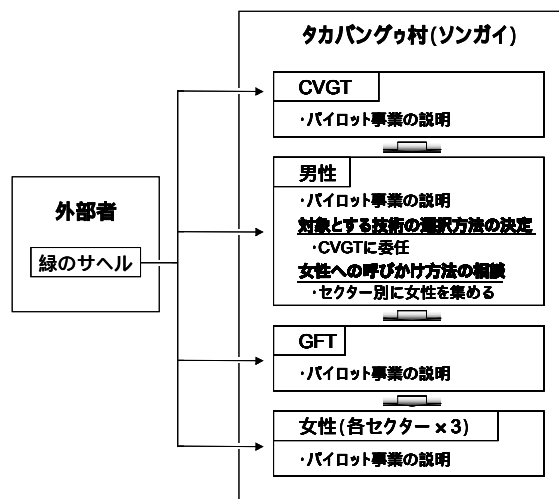 タカバングゥ村(ソンガイ)
CVGT
・パイロット事業の説明
男性
・パイロット事業の説明
対象とする技術の選択方法の決定
・CVGTに委任
女性への呼びかけ方法の相談
・セクター別に女性を集める
外部者
緑のサヘル
GFT
・パイロット事業の説明
女性(各セクター×3)
・パイロット事業の説明